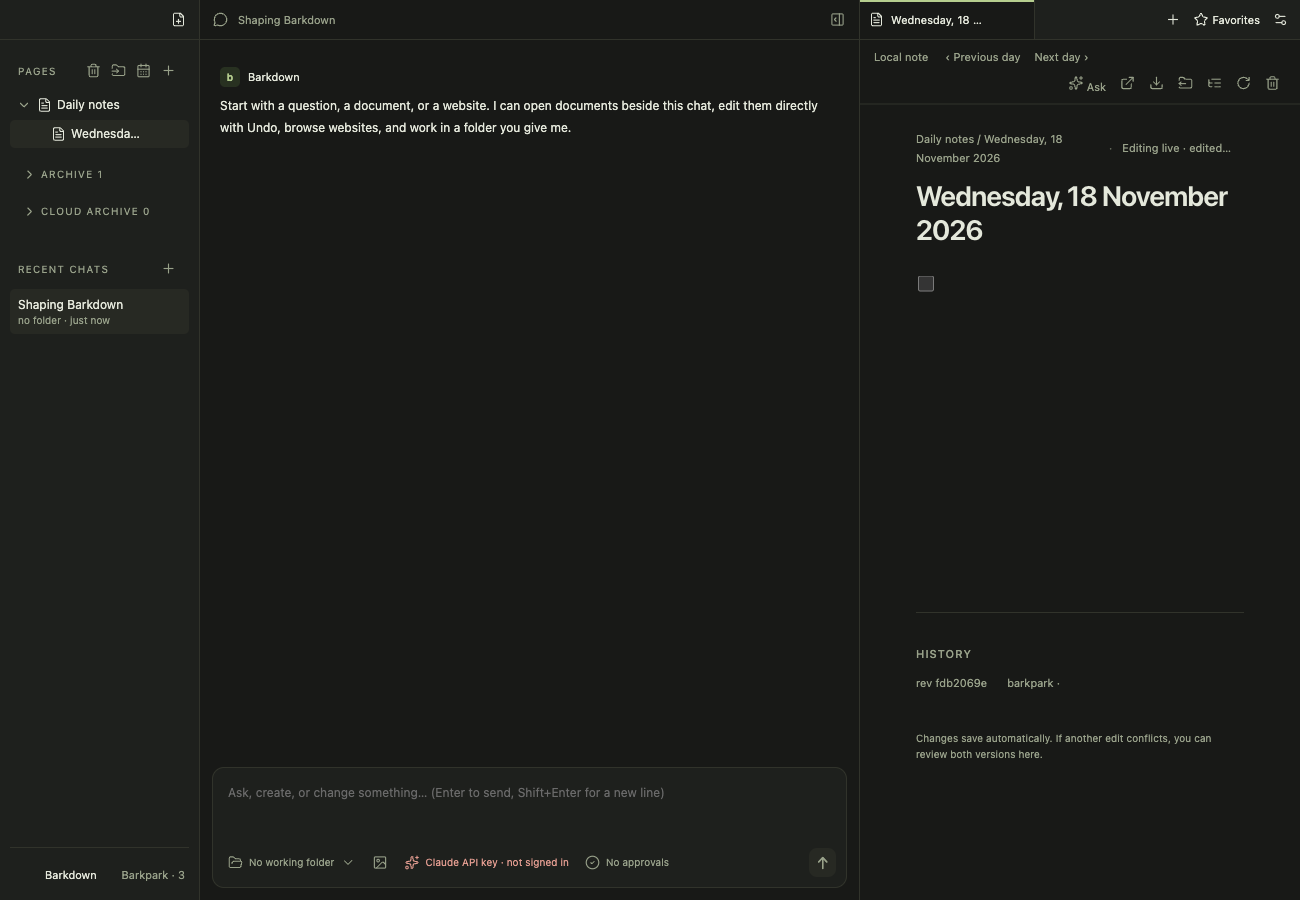 Shaping Barkdown
Wednesday, 18 ...
Favorites
PAGES
Daily notes
Wednesda...
ARCHIVE 1
CLOUD ARCHIVE 0
RECENT CHATS
Shaping Barkdown
no folder · just now
Barkdown
Barkpark · 3
b Barkdown
Start with a question, a document, or a website. I can open documents beside this chat, edit them directly
with Undo, browse websites, and work in a folder you give me.
Ask, create, or change something... (Enter to send, Shift+Enter for a new line)
No working folder
Claude API key · not signed in
No approvals
Local note ‹ Previous day Next day ›
Ask
Daily notes / Wednesday, 18
November 2026
· Editing live · edited...
Wednesday, 18 November
2026
HISTORY
rev fdb2069e barkpark ·
Changes save automatically. If another edit conflicts, you can
review both versions here.